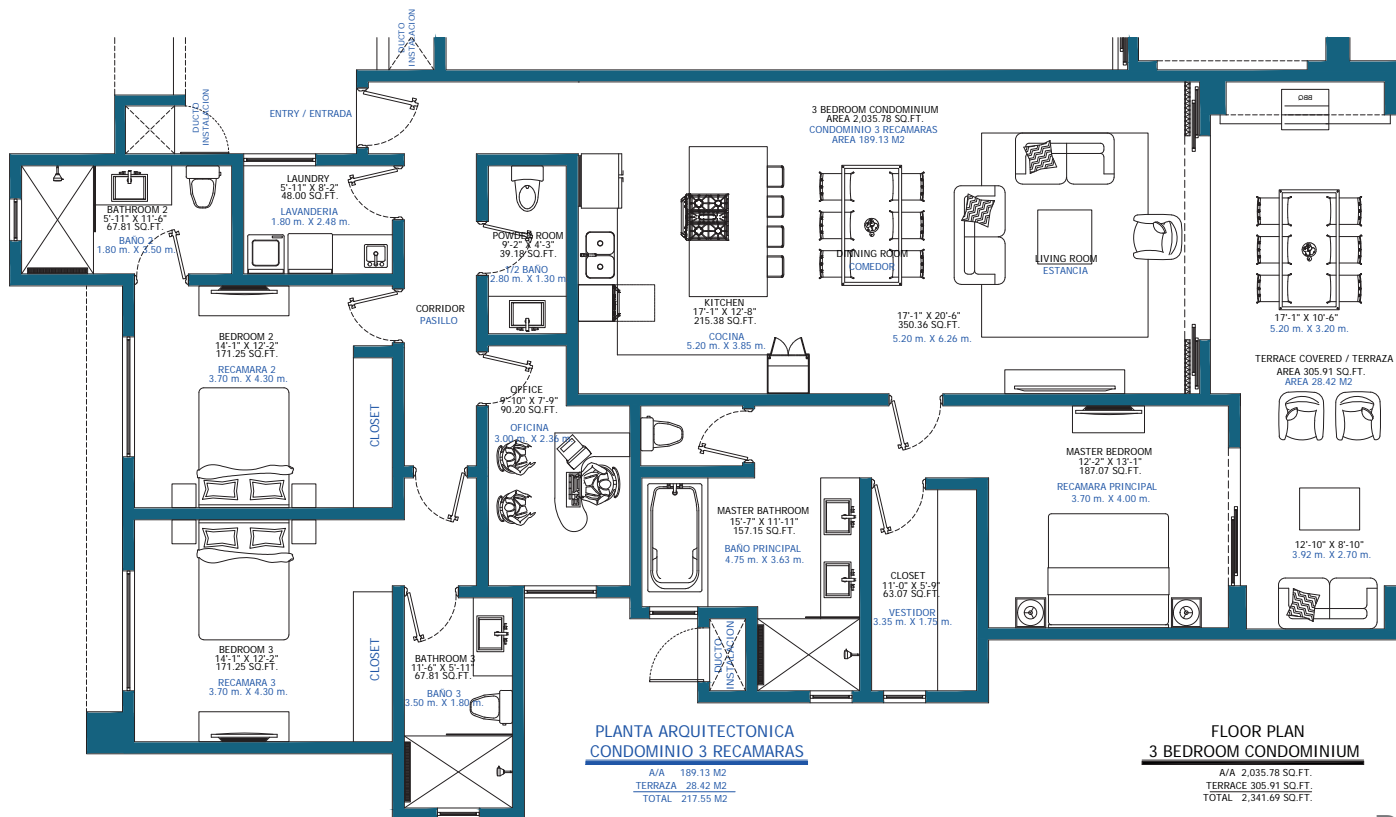 DUCTO
INSTALACION
DUCTO
INSTALACION
ENTRY / ENTRADA
3 BEDROOM CONDOMINIUM
AREA 2,035.78 SQ.FT.
CONDOMINIO 3 RECAMARAS
AREA 189.13 M2
BBQ
LAUNDRY
5'-11" X 8'-2"
48.00 SQ.FT.
LAVANDERIA
1.80 m. X 2.48 m.
BATHROOM 2
5'-11" X 11'-6"
67.81 SQ.FT.
BAÑO 2
1.80 m. X 3.50 m.
POWDER ROOM
9'-2" X 4'-3"
39.18 SQ.FT.
1/2 BAÑO
2.80 m. X 1.30 m.
DINNING ROOM
COMEDOR
LIVING ROOM
ESTANCIA
CORRIDOR
PASILLO
KITCHEN
17'-1" X 12'-8"
215.38 SQ.FT.
COCINA
5.20 m. X 3.85 m.
17'-1" X 20'-6"
350.36 SQ.FT.
5.20 m. X 6.26 m.
17'-1" X 10'-6"
5.20 m. X 3.20 m.
BEDROOM 2
14'-1" X 12'-2"
171.25 SQ.FT.
RECAMARA 2
3.70 m. X 4.30 m.
CLOSET
TERRACE COVERED / TERRAZA
AREA 305.91 SQ.FT.
AREA 28.42 M2
OFFICE
9'-10" X 7'-9"
90.20 SQ.FT.
OFICINA
3.00 m. X 2.36 m.
MASTER BEDROOM
12'-2" X 13'-1"
187.07 SQ.FT.
RECAMARA PRINCIPAL
3.70 m. X 4.00 m.
MASTER BATHROOM
15'-7" X 11'-11"
157.15 SQ.FT.
BAÑO PRINCIPAL
4.75 m. X 3.63 m.
12'-10" X 8'-10"
3.92 m. X 2.70 m.
CLOSET
11'-0" X 5'-9"
63.07 SQ.FT.
VESTIDOR
3.35 m. X 1.75 m.
BEDROOM 3
14'-1" X 12'-2"
171.25 SQ.FT.
RECAMARA 3
3.70 m. X 4.30 m.
CLOSET
BATHROOM 3
11'-6" X 5'-11"
67.81 SQ.FT.
BAÑO 3
3.50 m. X 1.80 m.
DUCTO
INSTALACION
PLANTA ARQUITECTONICA
CONDOMINIO 3 RECAMARAS
A/A 189.13 M2
TERRAZA 28.42 M2
TOTAL 217.55 M2
FLOOR PLAN
3 BEDROOM CONDOMINIUM
A/A 2,035.78 SQ.FT.
TERRACE 305.91 SQ.FT.
TOTAL 2,341.69 SQ.FT.